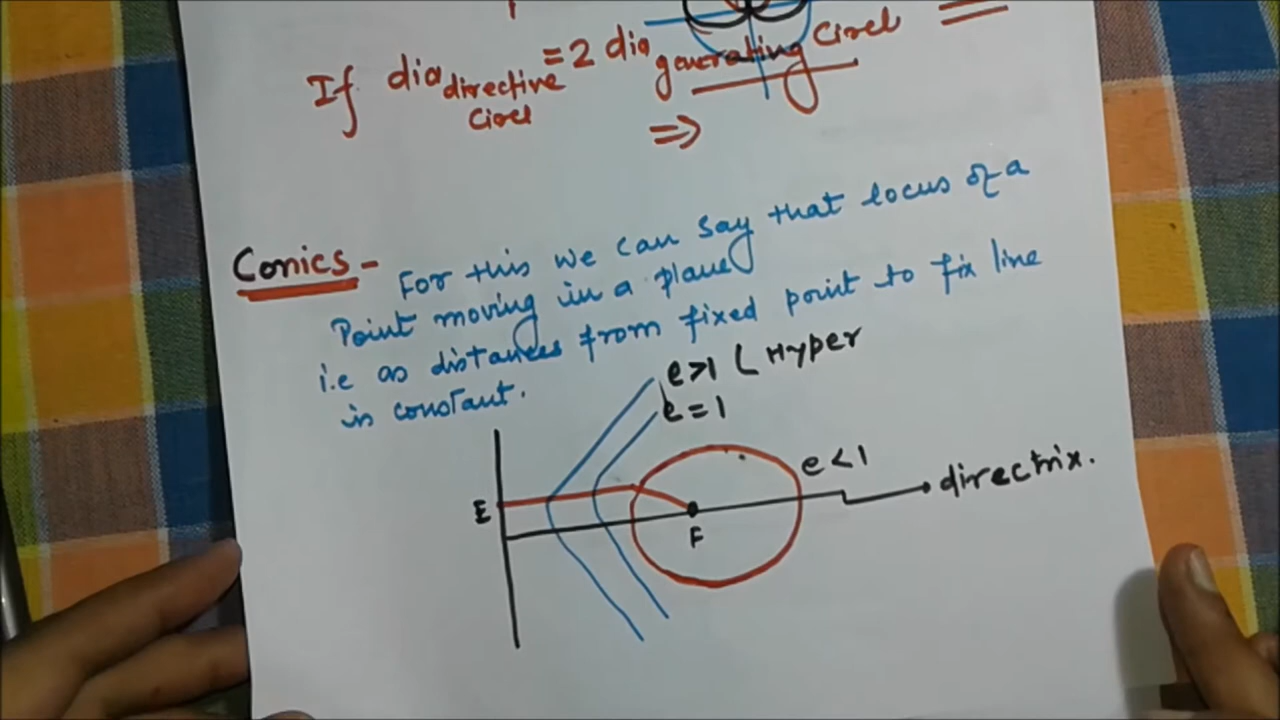 If dia directive Circl = 2 dia generating Circl
⇒
Conics - For this we can say that locus of a
Point moving in a plane
i.e as distances from fixed point to fix line
is constant.
e>1 ( Hyper
e = 1
e < 1
directrix.
E
F